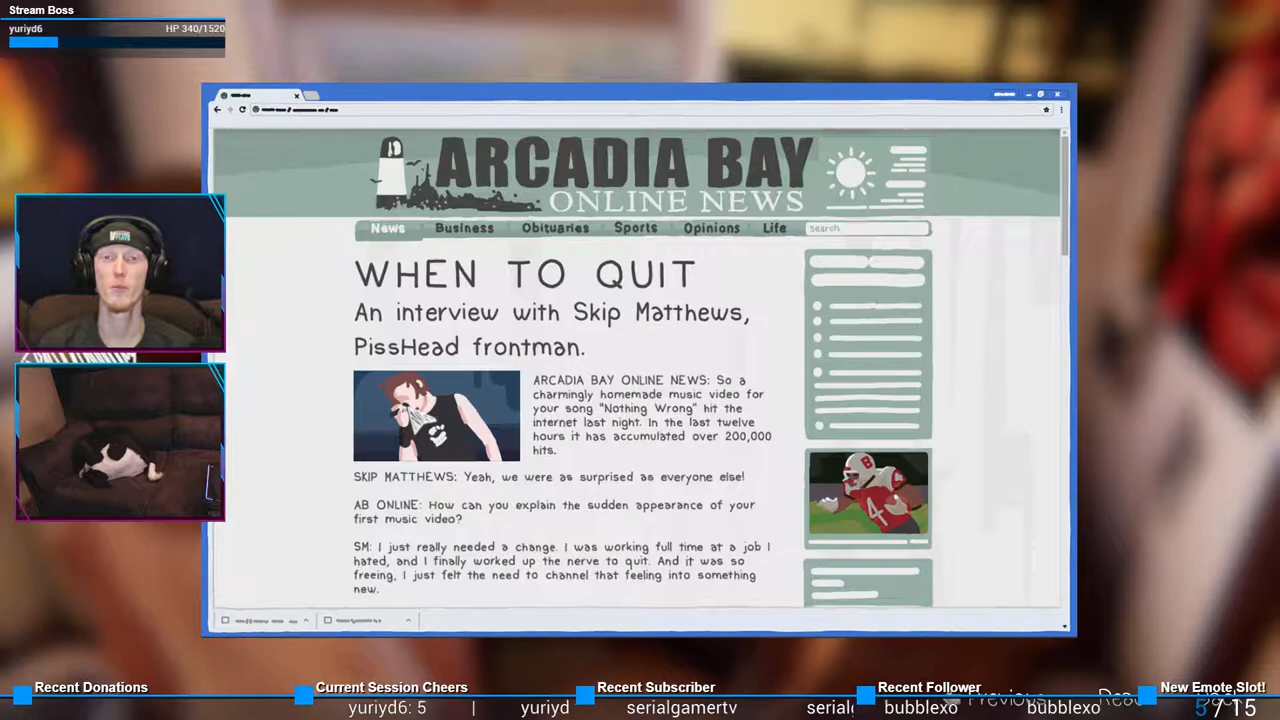 Stream Boss
yuriyd6 HP 340/1520
ARCADIA BAY
ONLINE NEWS
News Business Obituaries Sports Opinions Life search
WHEN TO QUIT
An interview with Skip Matthews,
PissHead frontman.
ARCADIA BAY ONLINE NEWS: So a
charmingly homemade music video for
your song "Nothing Wrong" hit the
internet last night. In the last twelve
hours it has accumulated over 200,000
hits.
SKIP MATTHEWS: Yeah, we were as surprised as everyone else!
AB ONLINE: How can you explain the sudden appearance of your
first music video?
SM: I just really needed a change. I was working full time at a job I
hated, and I finally worked up the nerve to quit. And it was so
freeing, I just felt the need to channel that feeling into something
new.
B
4
Recent Donations Current Session Cheers Recent Subscriber Recent Follower New Emote Slot!
Previous
yuriyd6: 5 | yuriyd serialgamertv serialg bubblexo bubblexo 5 / 15